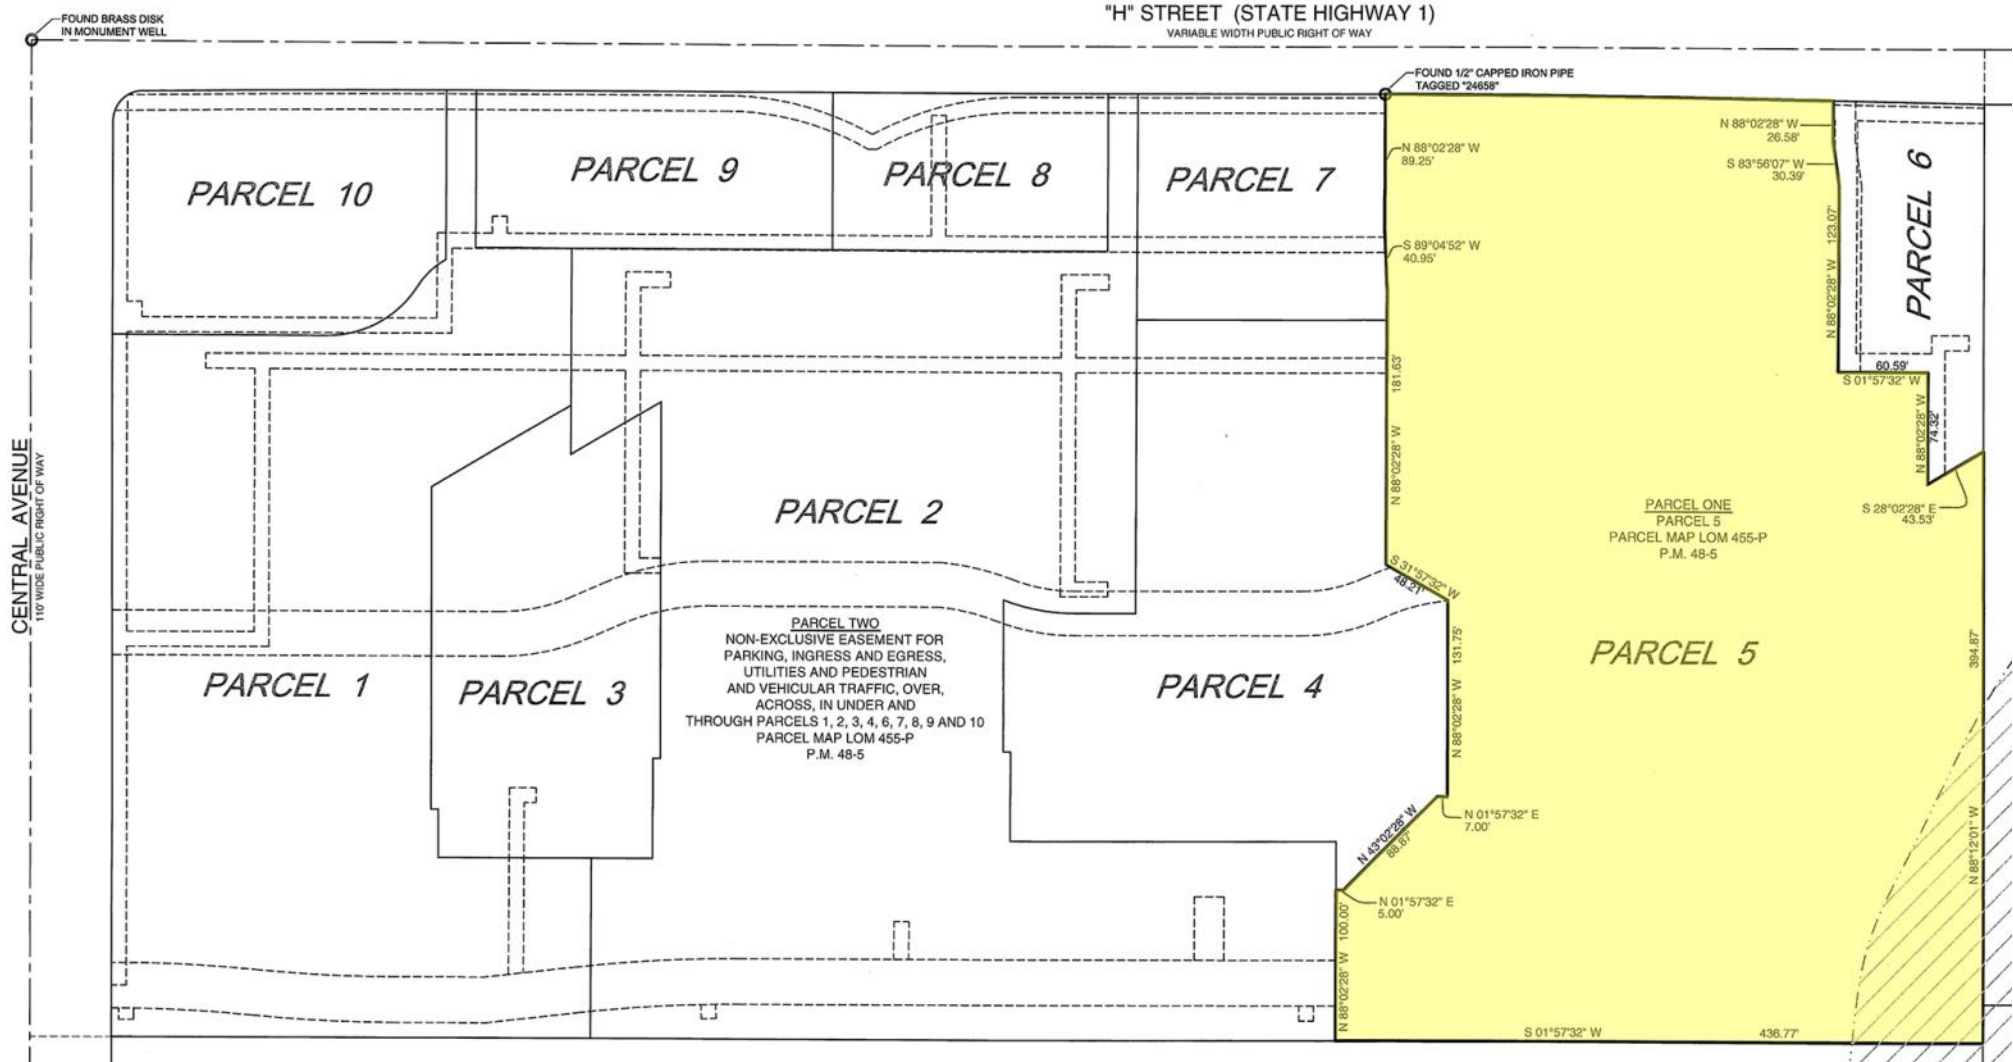 "H" STREET (STATE HIGHWAY 1)
VARIABLE WIDTH PUBLIC RIGHT OF WAY
FOUND BRASS DISK
IN MONUMENT WELL
FOUND 1/2" CAPPED IRON PIPE
TAGGED "24658"
CENTRAL AVENUE
110' WIDE PUBLIC RIGHT OF WAY
PARCEL 10
PARCEL 9
PARCEL 8
PARCEL 7
PARCEL 6
N 88°02'28" W
89.25'
S 89°04'52" W
40.95'
N 88°02'28" W
26.58'
S 83°56'07" W
30.39'
N 88°02'28" W 123.07'
60.59'
S 01°57'32" W
N 88°02'28" W
74.32'
S 28°02'28" E
43.53'
N 88°02'28" W 181.63'
PARCEL 2
PARCEL ONE
PARCEL 5
PARCEL MAP LOM 455-P
P.M. 48-5
S 31°57'32" W
48.21'
PARCEL TWO
NON-EXCLUSIVE EASEMENT FOR
PARKING, INGRESS AND EGRESS,
UTILITIES AND PEDESTRIAN
AND VEHICULAR TRAFFIC, OVER,
ACROSS, IN UNDER AND
THROUGH PARCELS 1, 2, 3, 4, 6, 7, 8, 9 AND 10
PARCEL MAP LOM 455-P
P.M. 48-5
PARCEL 1
PARCEL 3
PARCEL 4
PARCEL 5
N 88°02'28" W 131.75'
N 88°12'01" W 394.87'
N 01°57'32" E
7.00'
N 43°02'28" W
88.87'
N 01°57'32" E
5.00'
N 88°02'28" W 100.00'
S 01°57'32" W 436.77'